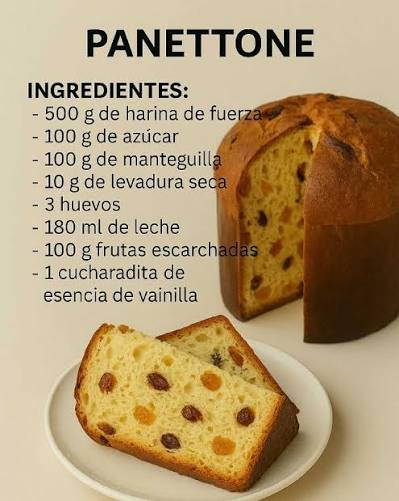 PANETTONE
INGREDIENTES:
- 500 g de harina de fuerza
- 100 g de azúcar
- 100 g de manteguilla
- 10 g de levadura seca
- 3 huevos
- 180 ml de leche
- 100 g frutas escarchadas
- 1 cucharadita de
esencia de vainilla